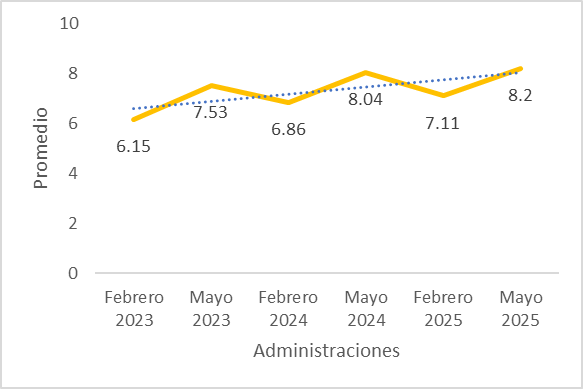 10
8
6
4
2
0
Promedio
6.15
7.53
6.86
8.04
7.11
8.2
Febrero
2023
Mayo
2023
Febrero
2024
Mayo
2024
Febrero
2025
Mayo
2025
Administraciones